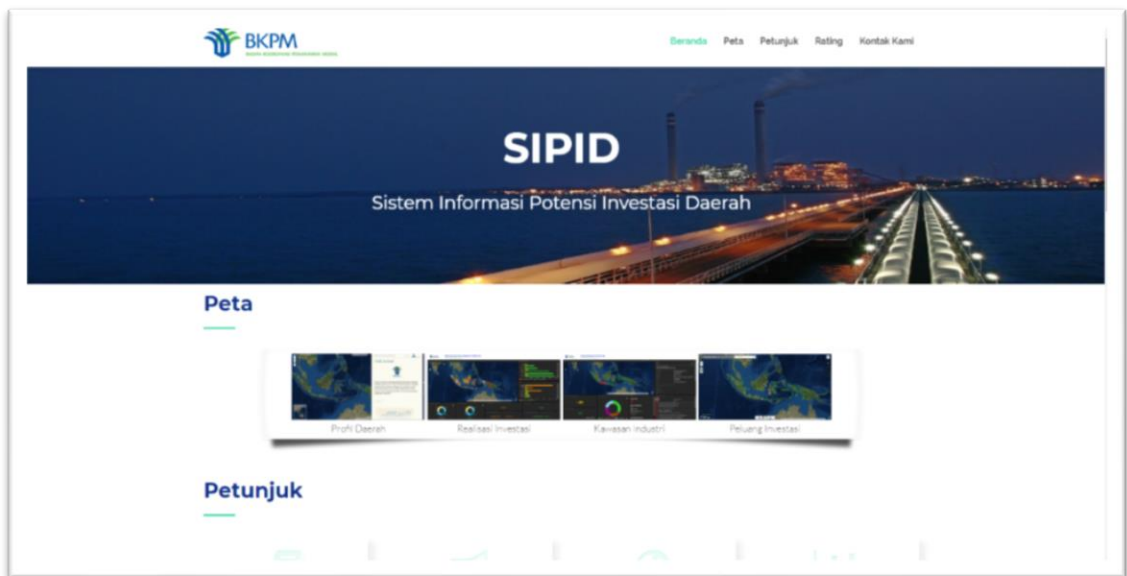 BKPM
Beranda Peta Petunjuk Rating Kontak Kami
SIPID
Sistem Informasi Potensi Investasi Daerah
Peta
Profil Daerah Realisasi Investasi Kawasan Industri Peluang Investasi
Petunjuk